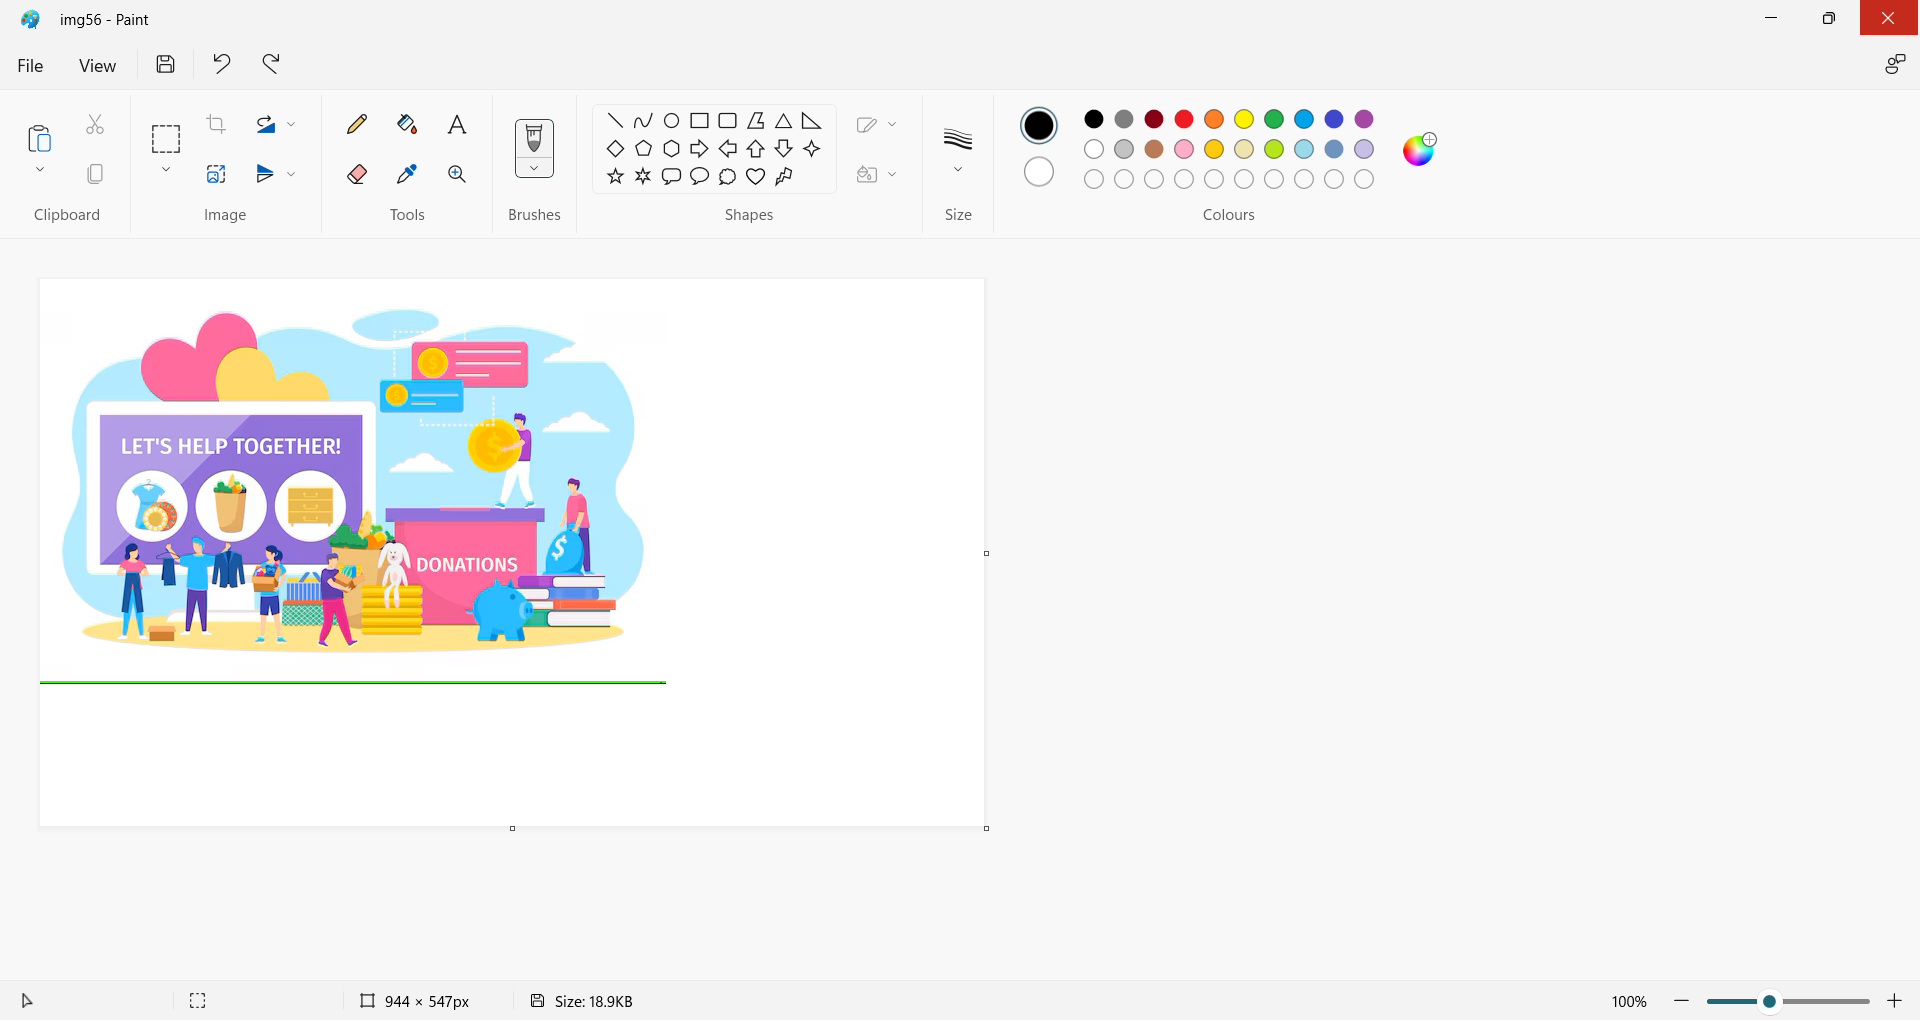 img56 - Paint
File View
Clipboard Image Tools Brushes Shapes Size Colours
LET'S HELP TOGETHER!
DONATIONS
944 × 547px Size: 18.9KB 100%